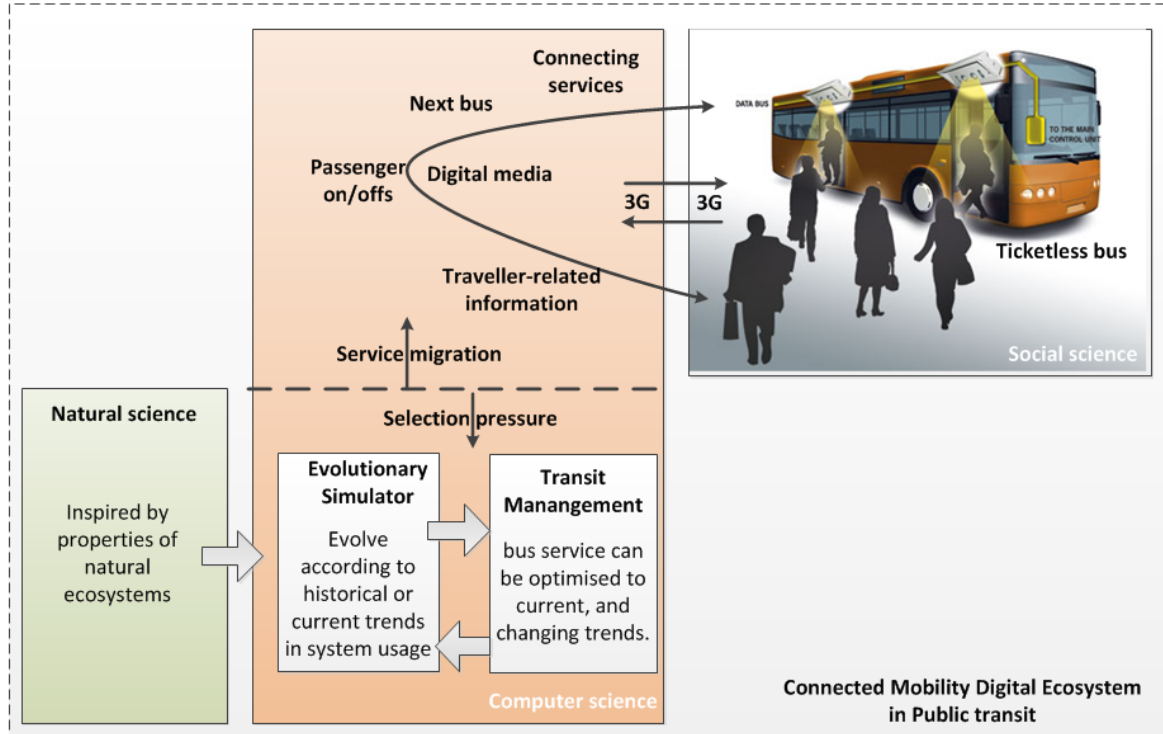 Connecting
services
Next bus
Passenger
on/offs
Digital media
3G
3G
Traveller-related
information
Service migration
Selection pressure
DATA BUS
TO THE MAIN
CONTROL UNIT
Ticketless bus
Social science
Natural science
Inspired by
properties of
natural
ecosystems
Evolutionary
Simulator
Evolve
according to
historical or
current trends
in system usage
Transit
Manangement
bus service can
be optimised to
current, and
changing trends.
Computer science
Connected Mobility Digital Ecosystem
in Public transit